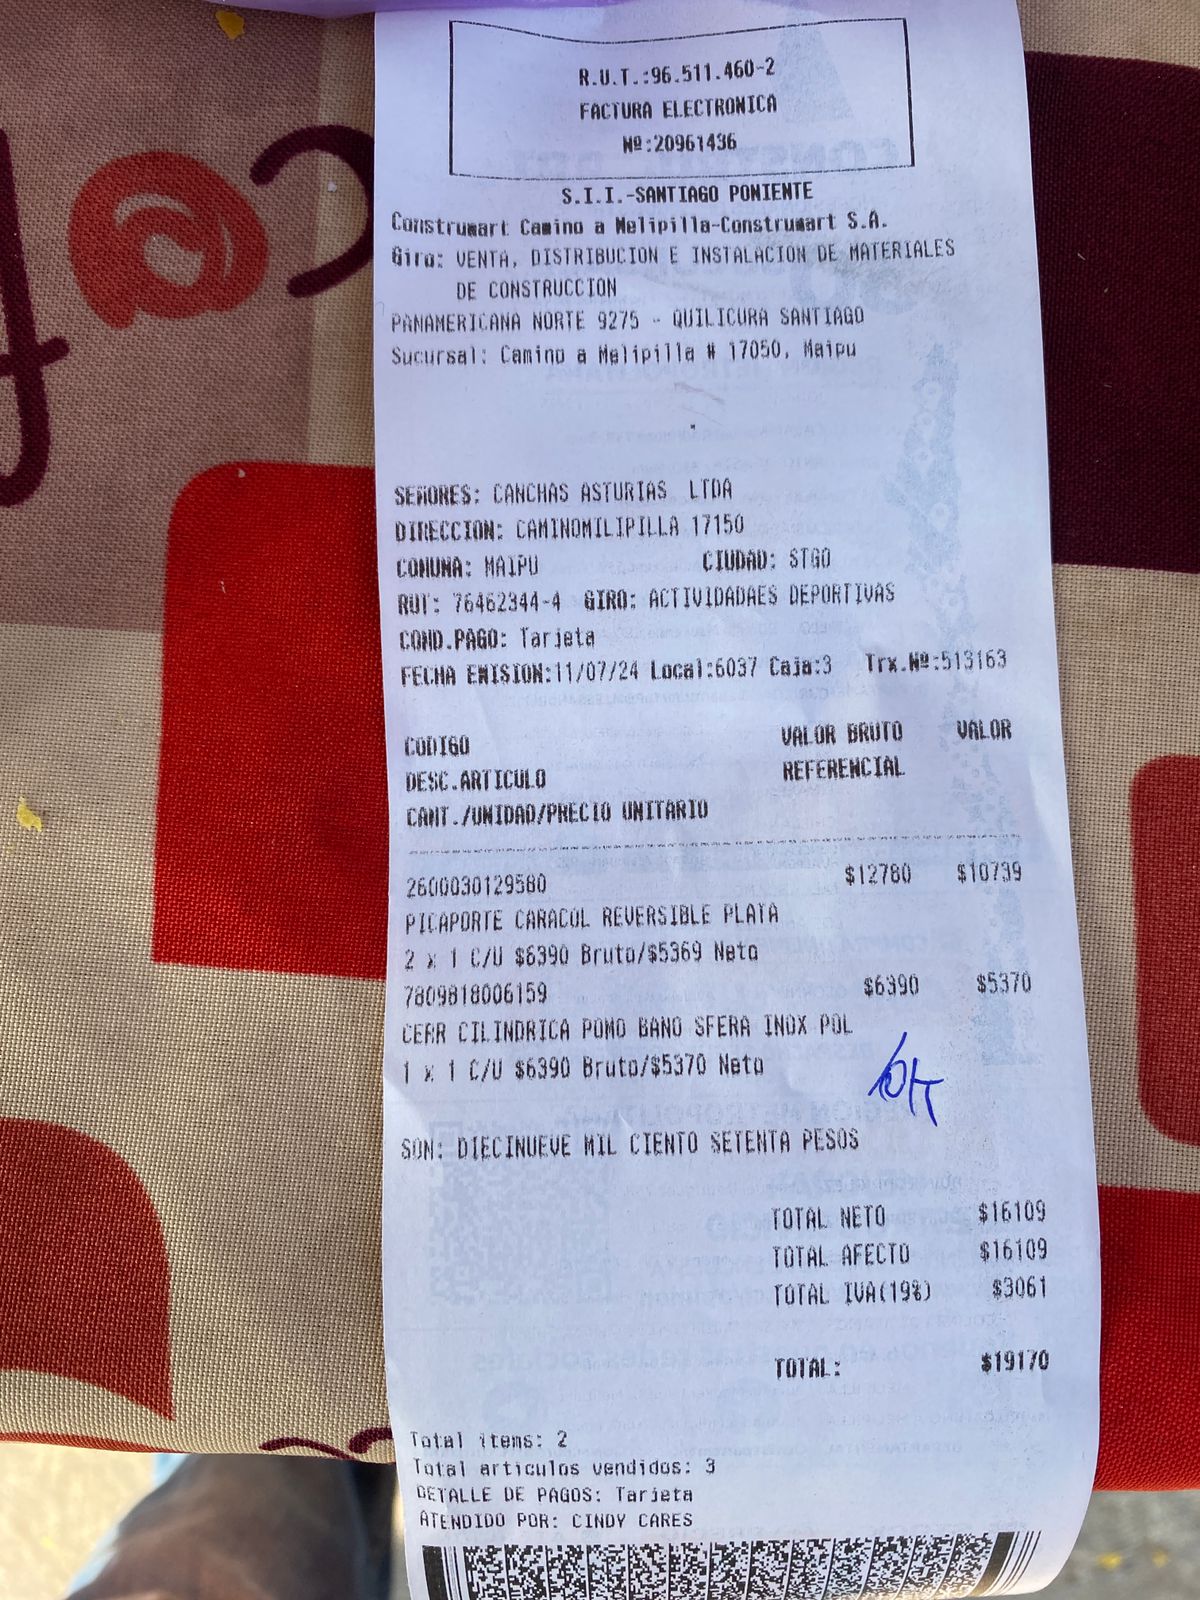 R.U.T.:96.511.460-2
FACTURA ELECTRONICA
Nº:20961436
S.I.I.-SANTIAGO PONIENTE
Construmart Camino a Melipilla-Construmart S.A.
Giro: VENTA, DISTRIBUCION E INSTALACION DE MATERIALES
DE CONSTRUCCION
PANAMERICANA NORTE 9275 - QUILICURA SANTIAGO
Sucursal: Camino a Melipilla # 17050, Maipu
SEÑORES: CANCHAS ASTURIAS LTDA
DIRECCION: CAMINOMILIPILLA 17150
COMUNA: MAIPU CIUDAD: STGO
RUT: 76462344-4 GIRO: ACTIVIDADAES DEPORTIVAS
COND.PAGO: Tarjeta
FECHA EMISION:11/07/24 Local:6037 Caja:3 Trx.Nº:513163
CODIGO VALOR BRUTO VALOR
DESC.ARTICULO REFERENCIAL
CANT./UNIDAD/PRECIO UNITARIO
2600030129580 $12780 $10739
PICAPORTE CARACOL REVERSIBLE PLATA
2 x 1 C/U $6390 Bruto/$5369 Neto
7809818006159 $6390 $5370
CERR CILINDRICA POMO BANO SFERA INOX POL
1 x 1 C/U $6390 Bruto/$5370 Neto
OK
SON: DIECINUEVE MIL CIENTO SETENTA PESOS
TOTAL NETO $16109
TOTAL AFECTO $16109
TOTAL IVA(19%) $3061
TOTAL: $19170
Total items: 2
Total articulos vendidos: 3
DETALLE DE PAGOS: Tarjeta
ATENDIDO POR: CINDY CARES